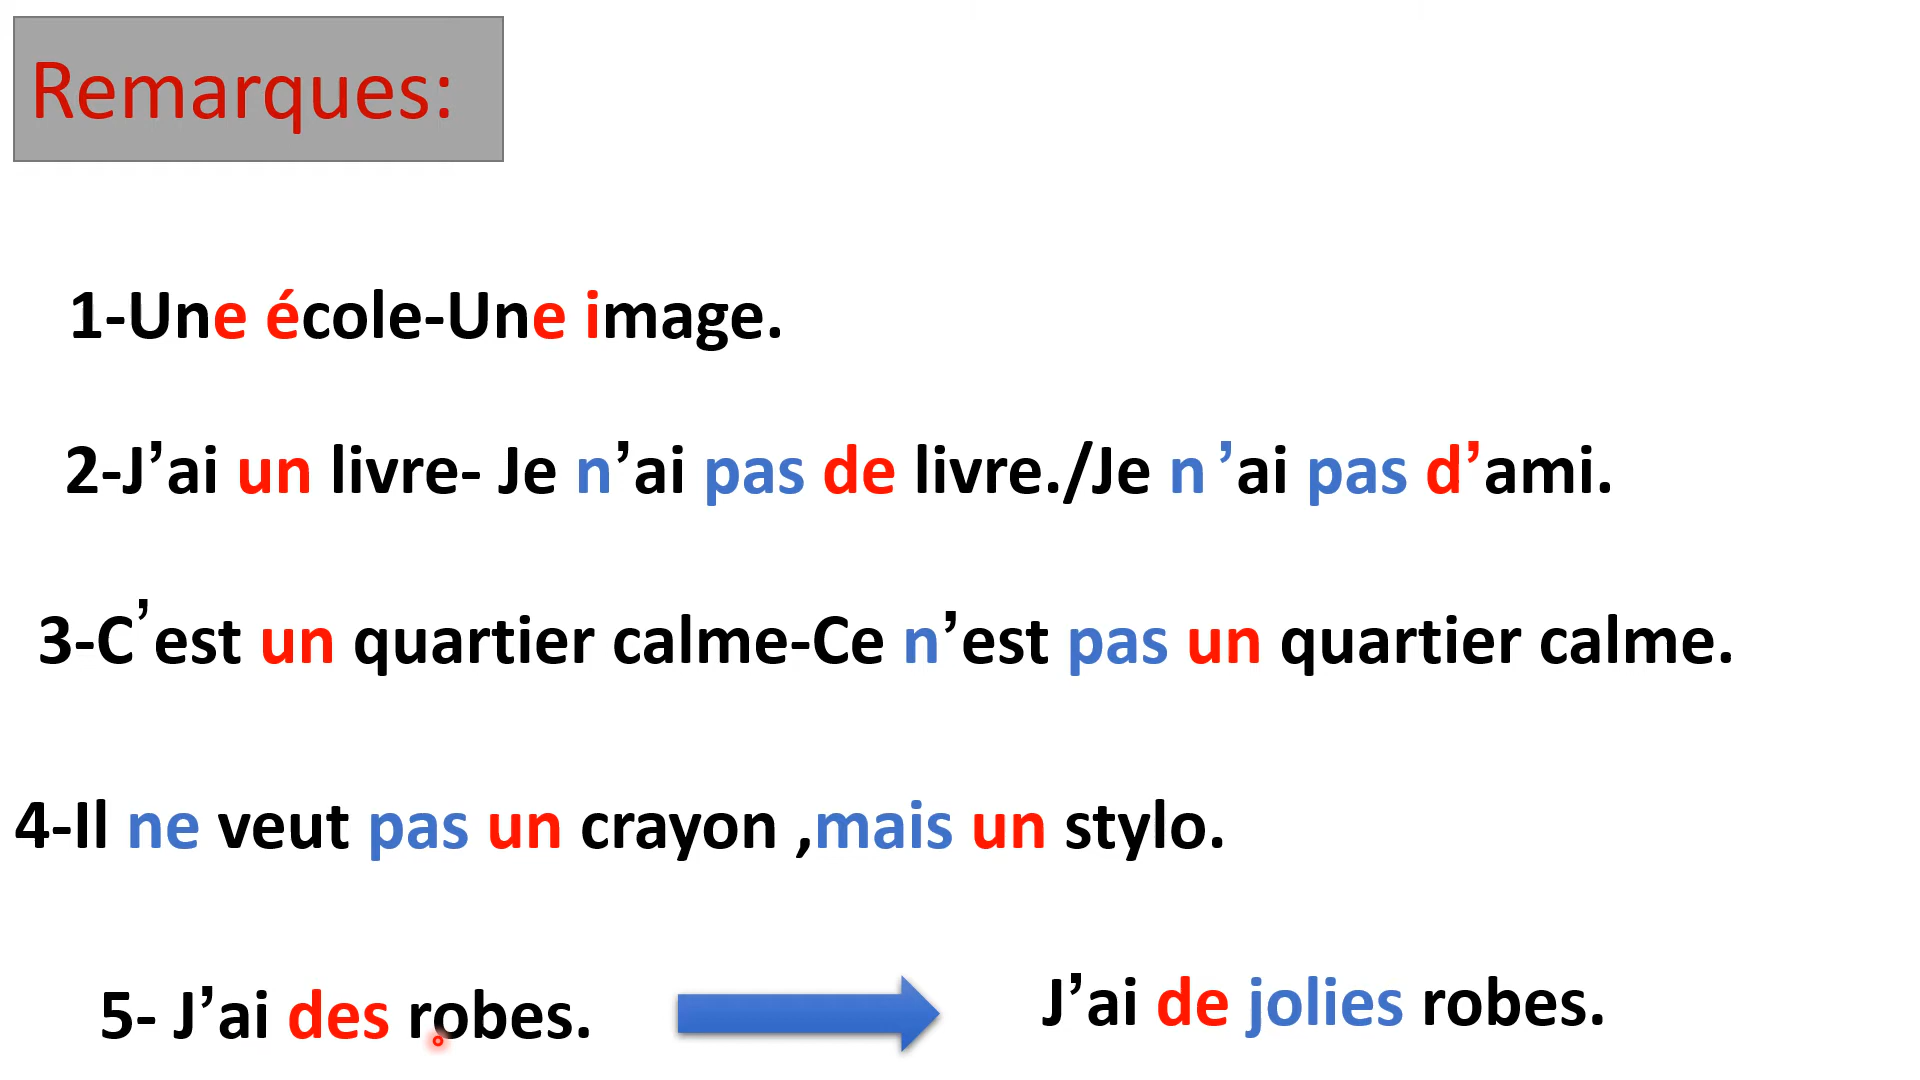 Remarques:
1-Une école-Une image.
2-J’ai un livre- Je n’ai pas de livre./Je n ’ai pas d’ami.
3-C’est un quartier calme-Ce n’est pas un quartier calme.
4-Il ne veut pas un crayon ,mais un stylo.
5- J’ai des robes.
J’ai de jolies robes.